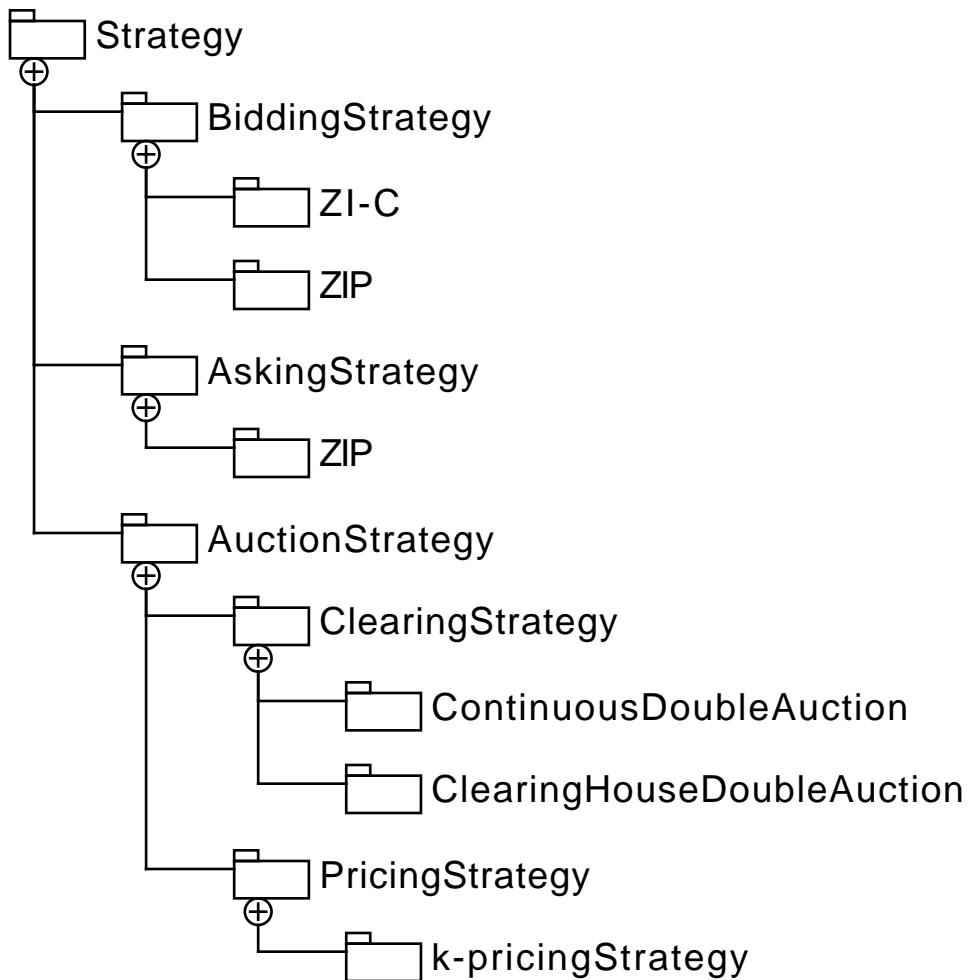 Strategy
BiddingStrategy
ZI-C
ZIP
AskingStrategy
ZIP
AuctionStrategy
ClearingStrategy
ContinuousDoubleAuction
ClearingHouseDoubleAuction
PricingStrategy
k-pricingStrategy